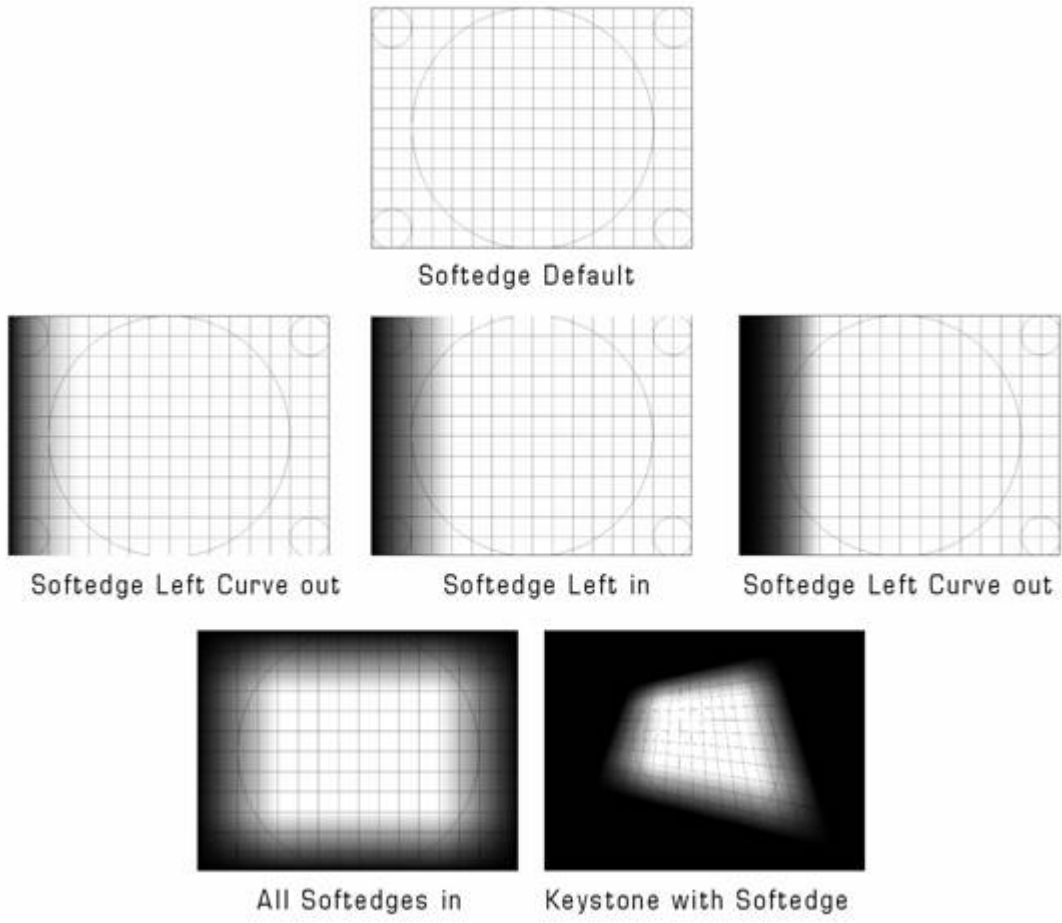 Softedge Default
Softedge Left Curve out
Softedge Left in
Softedge Left Curve out
All Softedges in
Keystone with Softedge